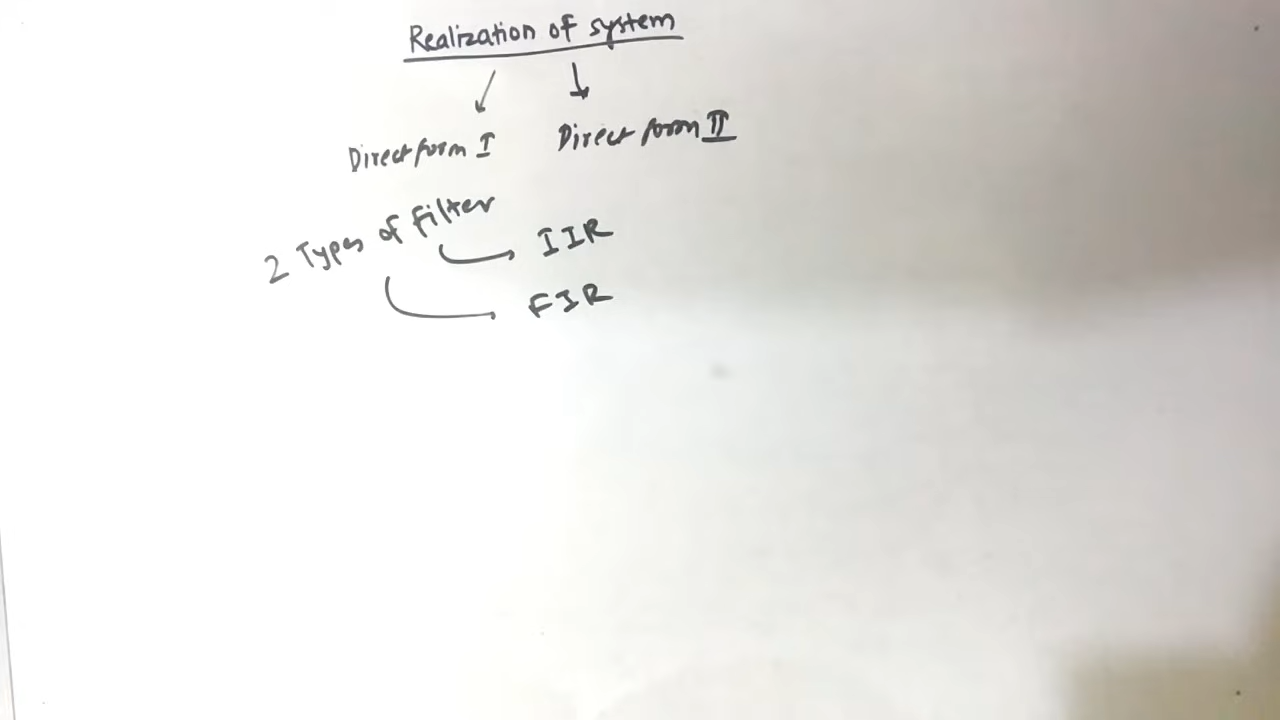 Realization of system
Direct form I Direct form II
2 Types of filter
IIR
FIR